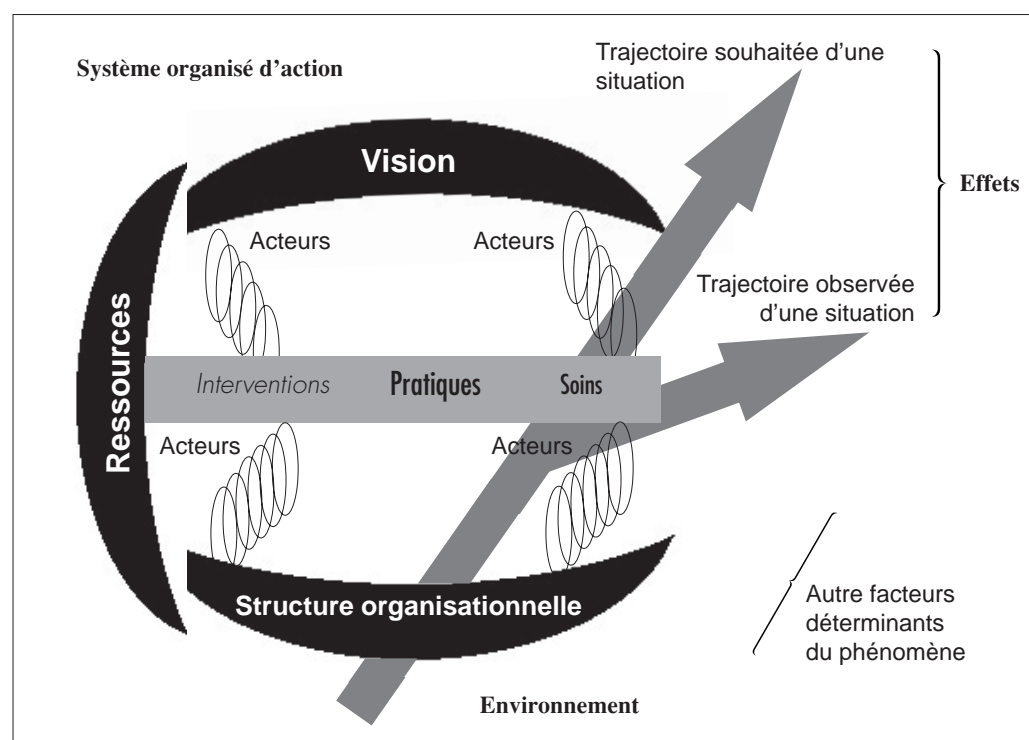 Système organisé d’action
Trajectoire souhaitée d’une
situation
Vision
Effets
Acteurs
Acteurs
Trajectoire observée
d’une situation
Ressources
Interventions
Pratiques
Soins
Acteurs
Acteurs
Structure organisationnelle
Autre facteurs
déterminants
du phénomène
Environnement